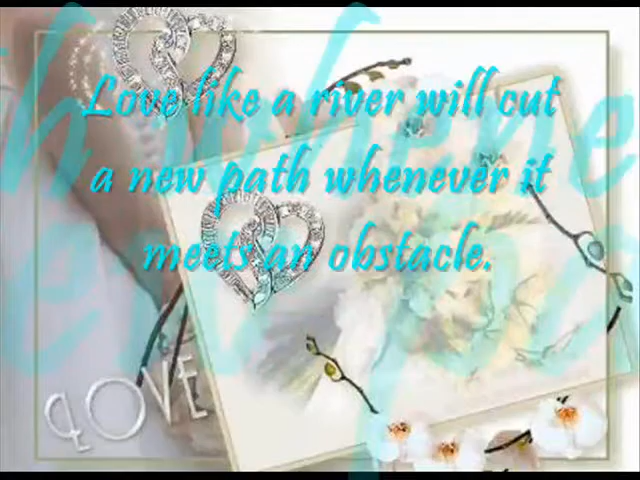 Love like a river will cut
a new path whenever it
meets an obstacle.
LOVE